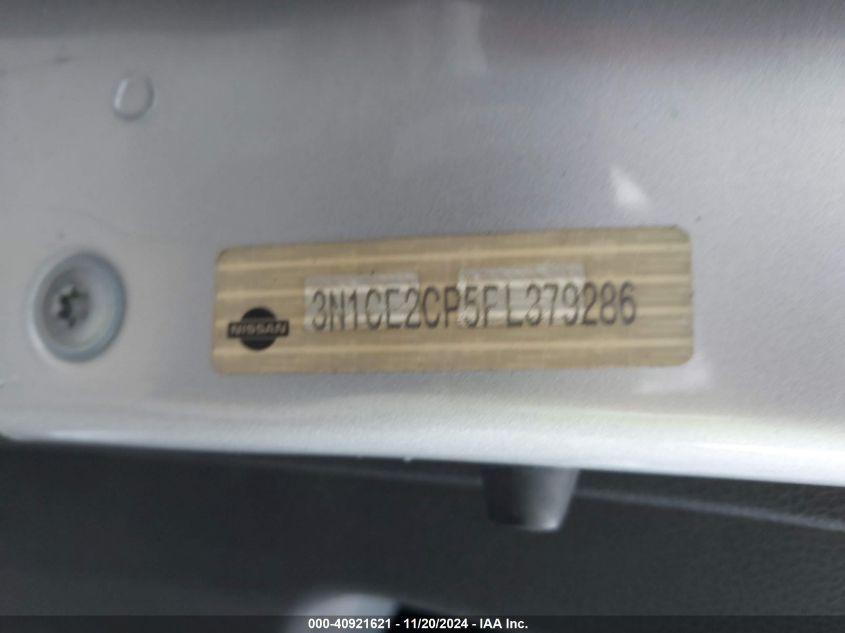 NISSAN
3N1CE2CP5FL379286
000-40921621 - 11/20/2024 - IAA Inc.